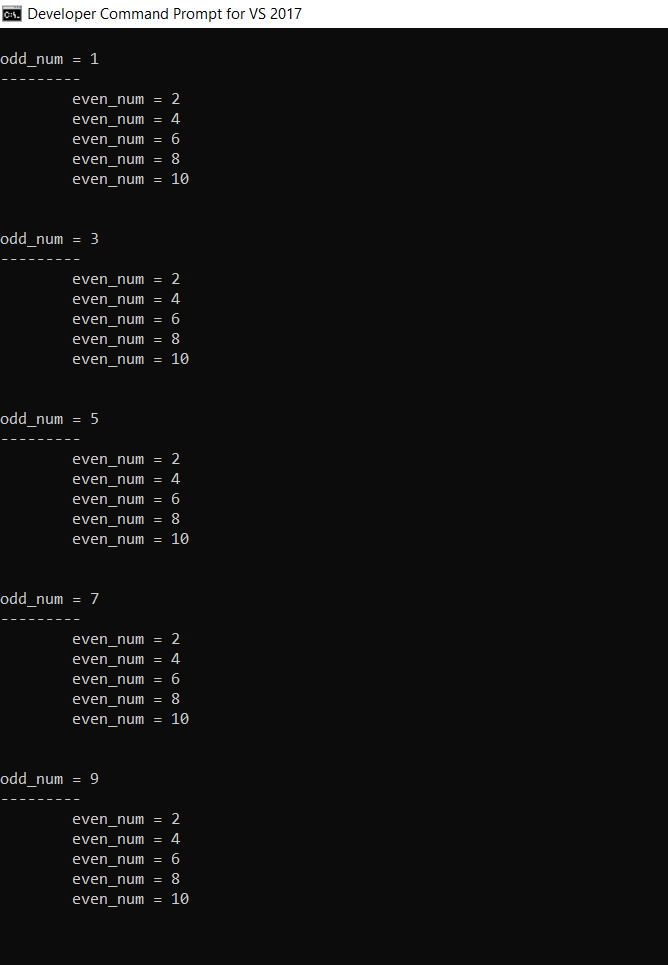 Developer Command Prompt for VS 2017
odd_num = 1
---------
even_num = 2
even_num = 4
even_num = 6
even_num = 8
even_num = 10
odd_num = 3
---------
even_num = 2
even_num = 4
even_num = 6
even_num = 8
even_num = 10
odd_num = 5
---------
even_num = 2
even_num = 4
even_num = 6
even_num = 8
even_num = 10
odd_num = 7
---------
even_num = 2
even_num = 4
even_num = 6
even_num = 8
even_num = 10
odd_num = 9
---------
even_num = 2
even_num = 4
even_num = 6
even_num = 8
even_num = 10